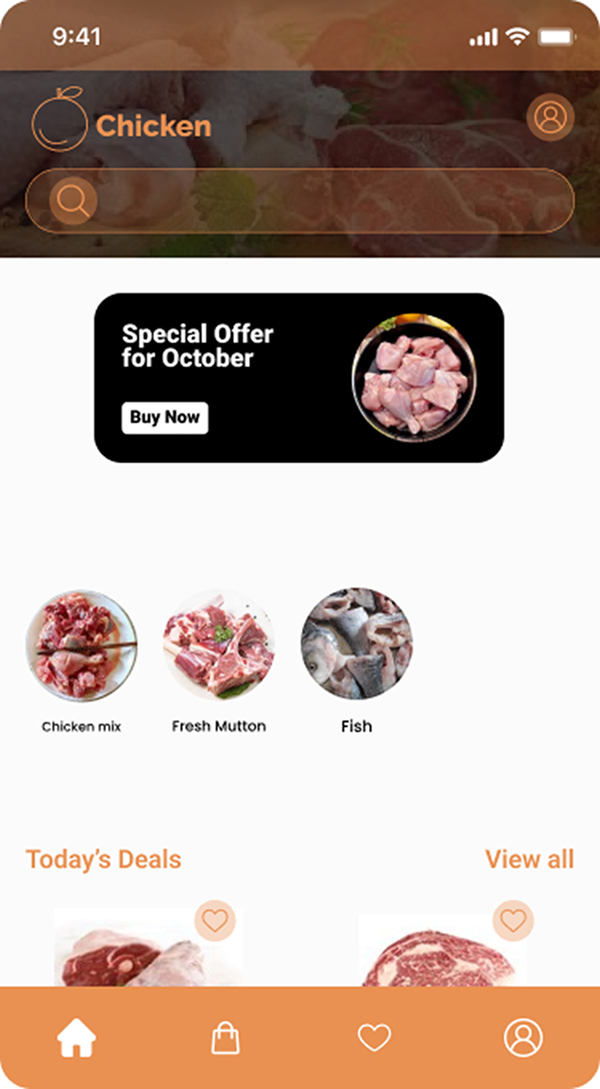 9:41
Chicken
Special Offer
for October
Buy Now
Chicken mix
Fresh Mutton
Fish
Today’s Deals
View all